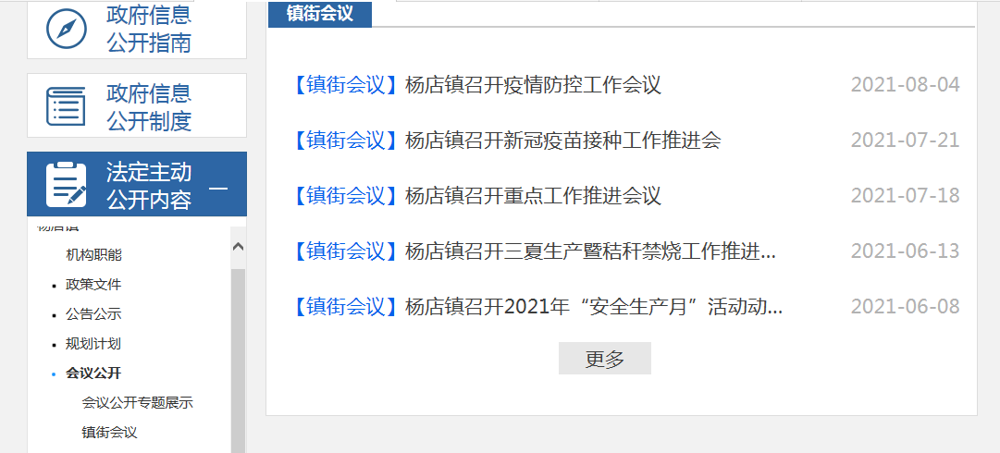 政府信息
公开指南
政府信息
公开制度
法定主动
公开内容
杨店镇
机构职能
政策文件
公告公示
规划计划
会议公开
会议公开专题展示
镇街会议
镇街会议
【镇街会议】杨店镇召开疫情防控工作会议 2021-08-04
【镇街会议】杨店镇召开新冠疫苗接种工作推进会 2021-07-21
【镇街会议】杨店镇召开重点工作推进会议 2021-07-18
【镇街会议】杨店镇召开三夏生产暨秸秆禁烧工作推进... 2021-06-13
【镇街会议】杨店镇召开2021年“安全生产月”活动动... 2021-06-08
更多